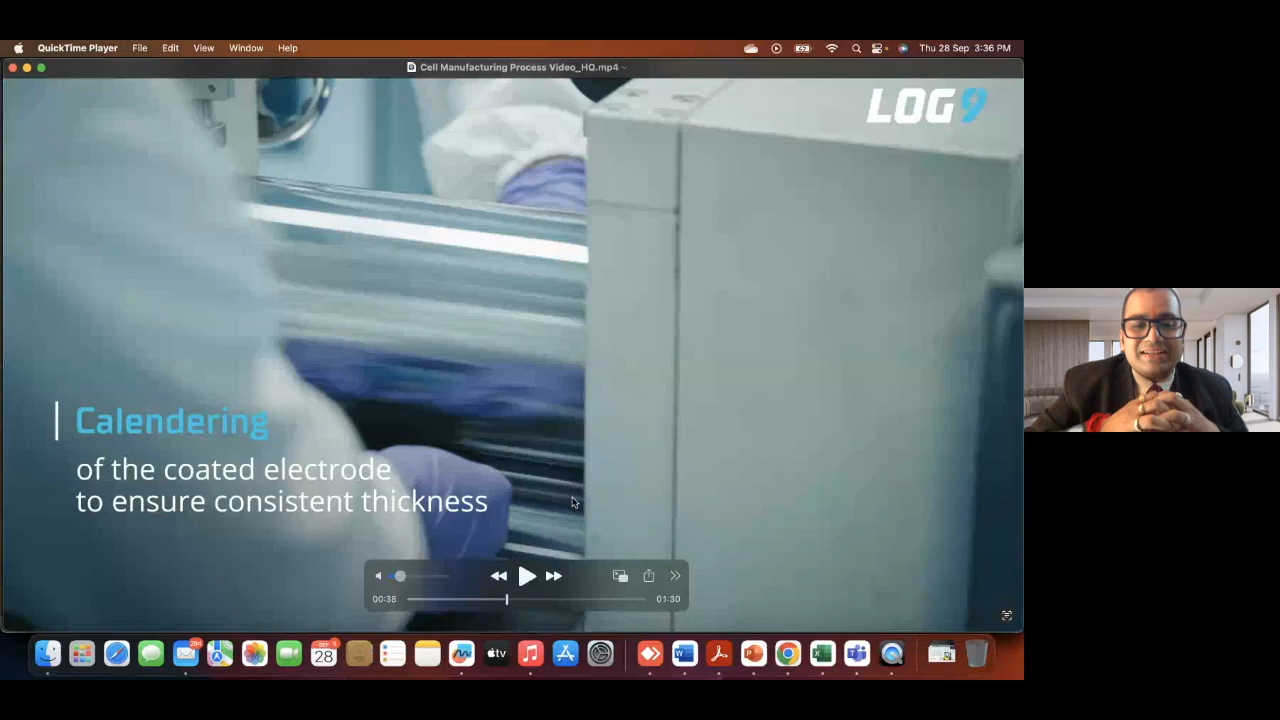 QuickTime Player File Edit View Window Help Thu 28 Sep 3:36 PM
Cell Manufacturing Process Video_HQ.mp4
LOG9
Calendering
of the coated electrode
to ensure consistent thickness
00:38 01:30
28
tv